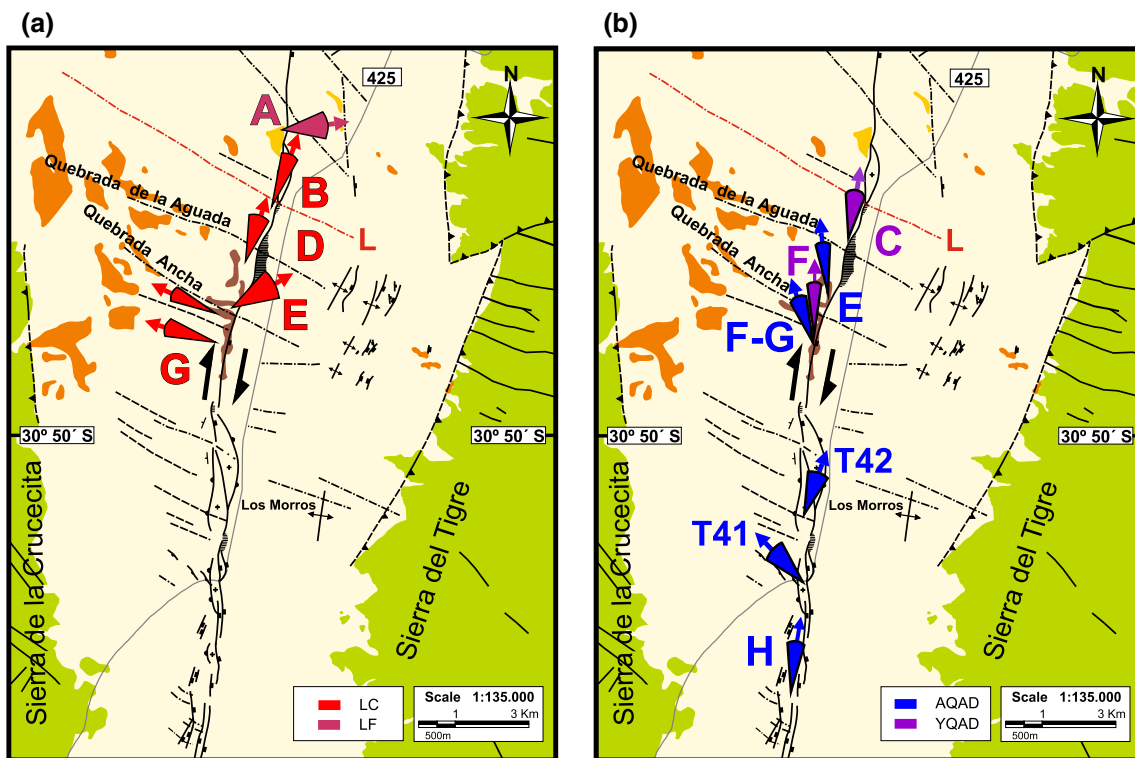 (a)
425
N
A
Quebrada de la Aguada
B
Quebrada Ancha
D
L
E
G
30º 50´ S
30º 50´ S
Los Morros
Sierra de la Crucecita
Sierra del Tigre
LC
LF
Scale 1:135.000
1 3 Km
500m
(b)
425
N
Quebrada de la Aguada
C
L
Quebrada Ancha
F
E
F-G
30º 50´ S
30º 50´ S
T42
Los Morros
T41
H
Sierra de la Crucecita
Sierra del Tigre
AQAD
YQAD
Scale 1:135.000
1 3 Km
500m